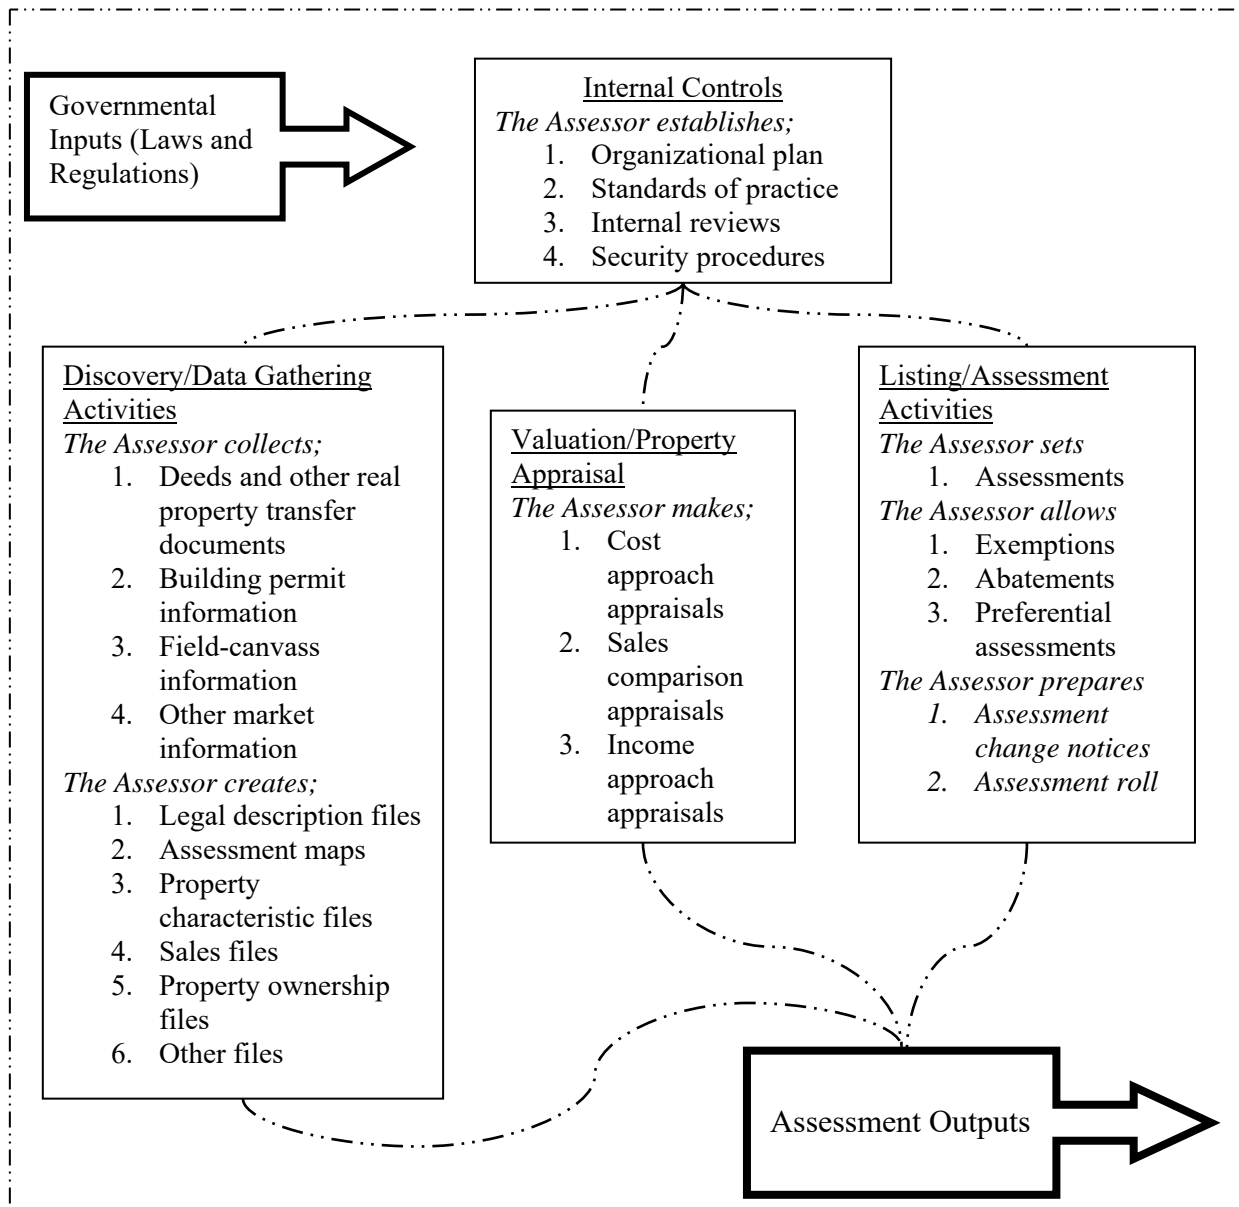 Governmental
Inputs (Laws and
Regulations)
Internal Controls
The Assessor establishes;
1. Organizational plan
2. Standards of practice
3. Internal reviews
4. Security procedures
Discovery/Data Gathering
Activities
The Assessor collects;
1. Deeds and other real
property transfer
documents
2. Building permit
information
3. Field-canvass
information
4. Other market
information
The Assessor creates;
1. Legal description files
2. Assessment maps
3. Property
characteristic files
4. Sales files
5. Property ownership
files
6. Other files
Valuation/Property
Appraisal
The Assessor makes;
1. Cost
approach
appraisals
2. Sales
comparison
appraisals
3. Income
approach
appraisals
Listing/Assessment
Activities
The Assessor sets
1. Assessments
The Assessor allows
1. Exemptions
2. Abatements
3. Preferential
assessments
The Assessor prepares
1. Assessment
change notices
2. Assessment roll
Assessment Outputs